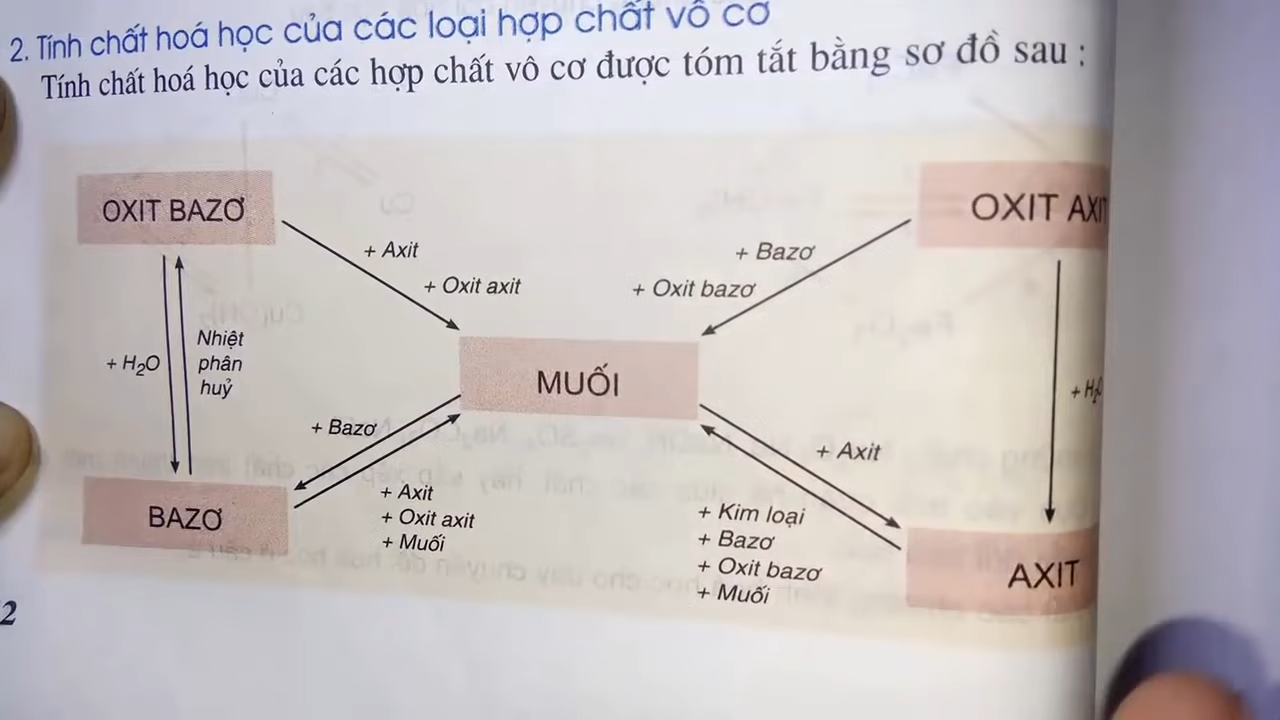 2. Tính chất hoá học của các loại hợp chất vô cơ
Tính chất hoá học của các hợp chất vô cơ được tóm tắt bằng sơ đồ sau :
OXIT BAZƠ
OXIT AXIT
+ Axit
+ Oxit axit
+ Bazơ
+ Oxit bazơ
+ H2O
Nhiệt
phân
huỷ
MUỐI
+ H2O
+ Bazơ
+ Axit
+ Axit
+ Oxit axit
+ Muối
+ Kim loại
+ Bazơ
+ Oxit bazơ
+ Muối
BAZƠ
AXIT
2